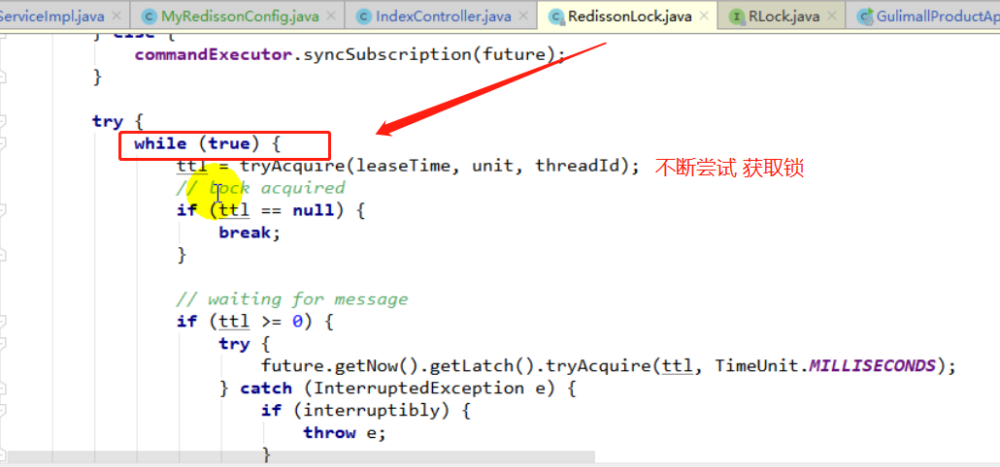 ServiceImpl.java MyRedissonConfig.java IndexController.java RedissonLock.java RLock.java GulimallProductAp
} else {
commandExecutor.syncSubscription(future);
}
try {
while (true) {
ttl = tryAcquire(leaseTime, unit, threadId); 不断尝试 获取锁
// lock acquired
if (ttl == null) {
break;
}
// waiting for message
if (ttl >= 0) {
try {
future.getNow().getLatch().tryAcquire(ttl, TimeUnit.MILLISECONDS);
} catch (InterruptedException e) {
if (interruptibly) {
throw e;
}